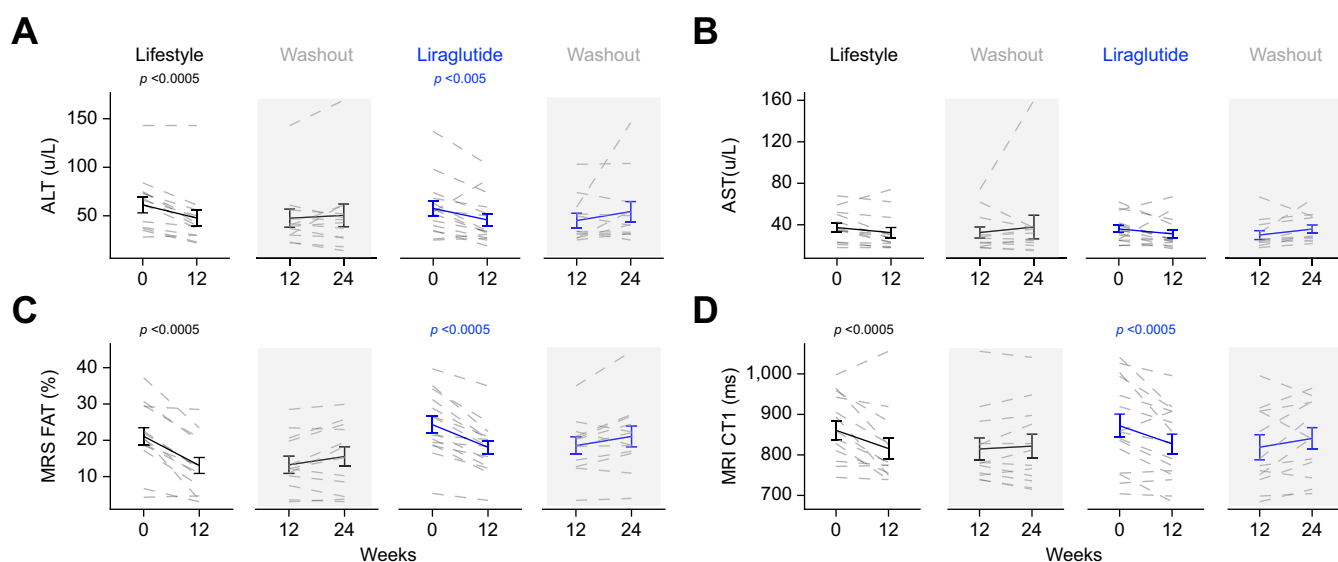 A
B
Lifestyle Washout Liraglutide Washout
Lifestyle Washout Liraglutide Washout
p <0.0005 p <0.005
ALT (u/L)
150
100
50
0 12 12 24 0 12 12 24
AST(u/L)
160
120
80
40
0 12 12 24 0 12 12 24
C
D
p <0.0005 p <0.0005
p <0.0005 p <0.0005
MRS FAT (%)
40
30
20
10
0 12 12 24 0 12 12 24
Weeks
MRI CT1 (ms)
1,000
900
800
700
0 12 12 24 0 12 12 24
Weeks